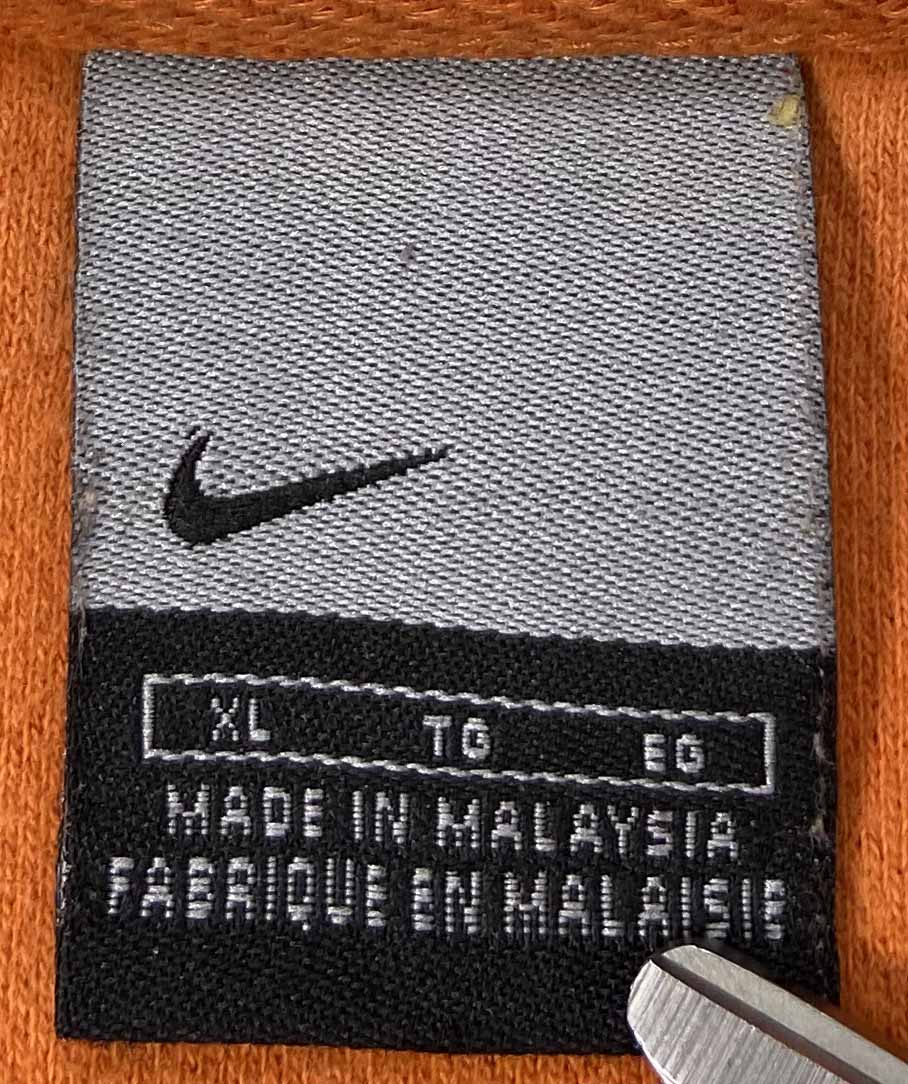 XL TG EG
MADE IN MALAYSIA
FABRIQUE EN MALAISIE